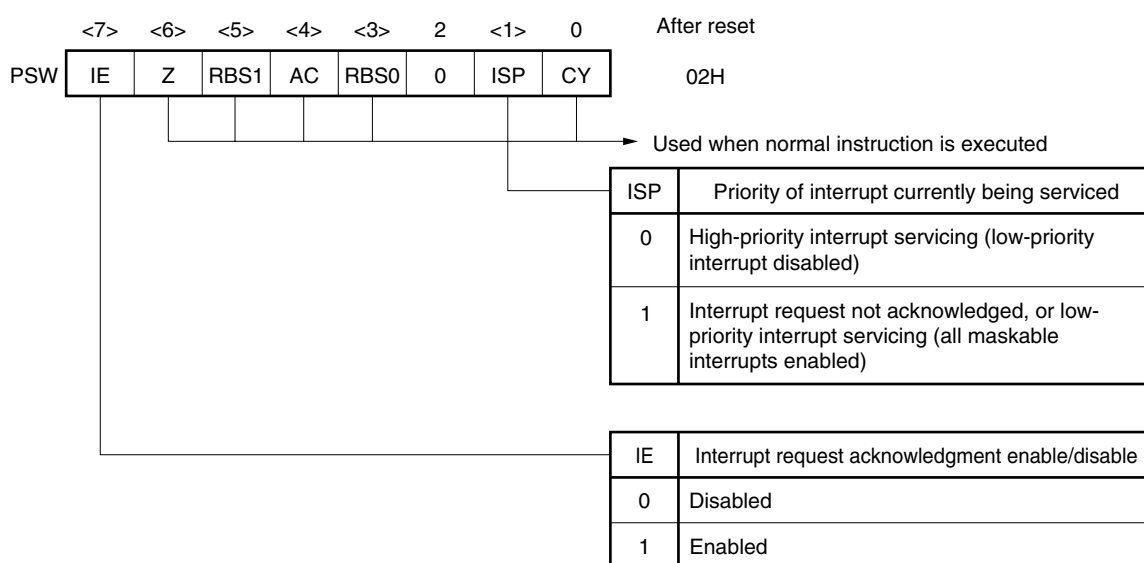 <7> <6> <5> <4> <3> 2 <1> 0 After reset
PSW IE Z RBS1 AC RBS0 0 ISP CY 02H
Used when normal instruction is executed
ISP Priority of interrupt currently being serviced
0 High-priority interrupt servicing (low-priority
interrupt disabled)
1 Interrupt request not acknowledged, or low-
priority interrupt servicing (all maskable
interrupts enabled)
IE Interrupt request acknowledgment enable/disable
0 Disabled
1 Enabled